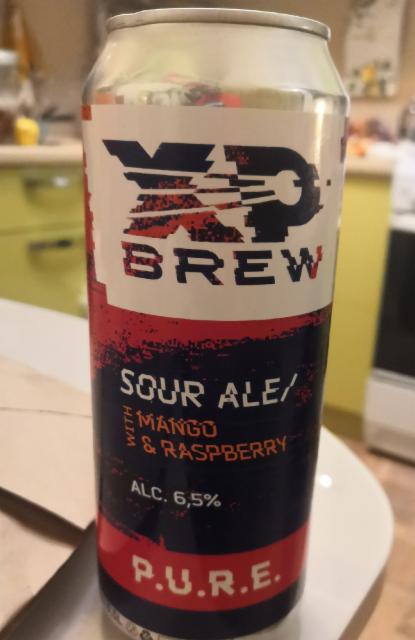 XP
BREW
SOUR ALE/
WITH
MANGO
& RASPBERRY
ALC. 6,5%
P.U.R.E.